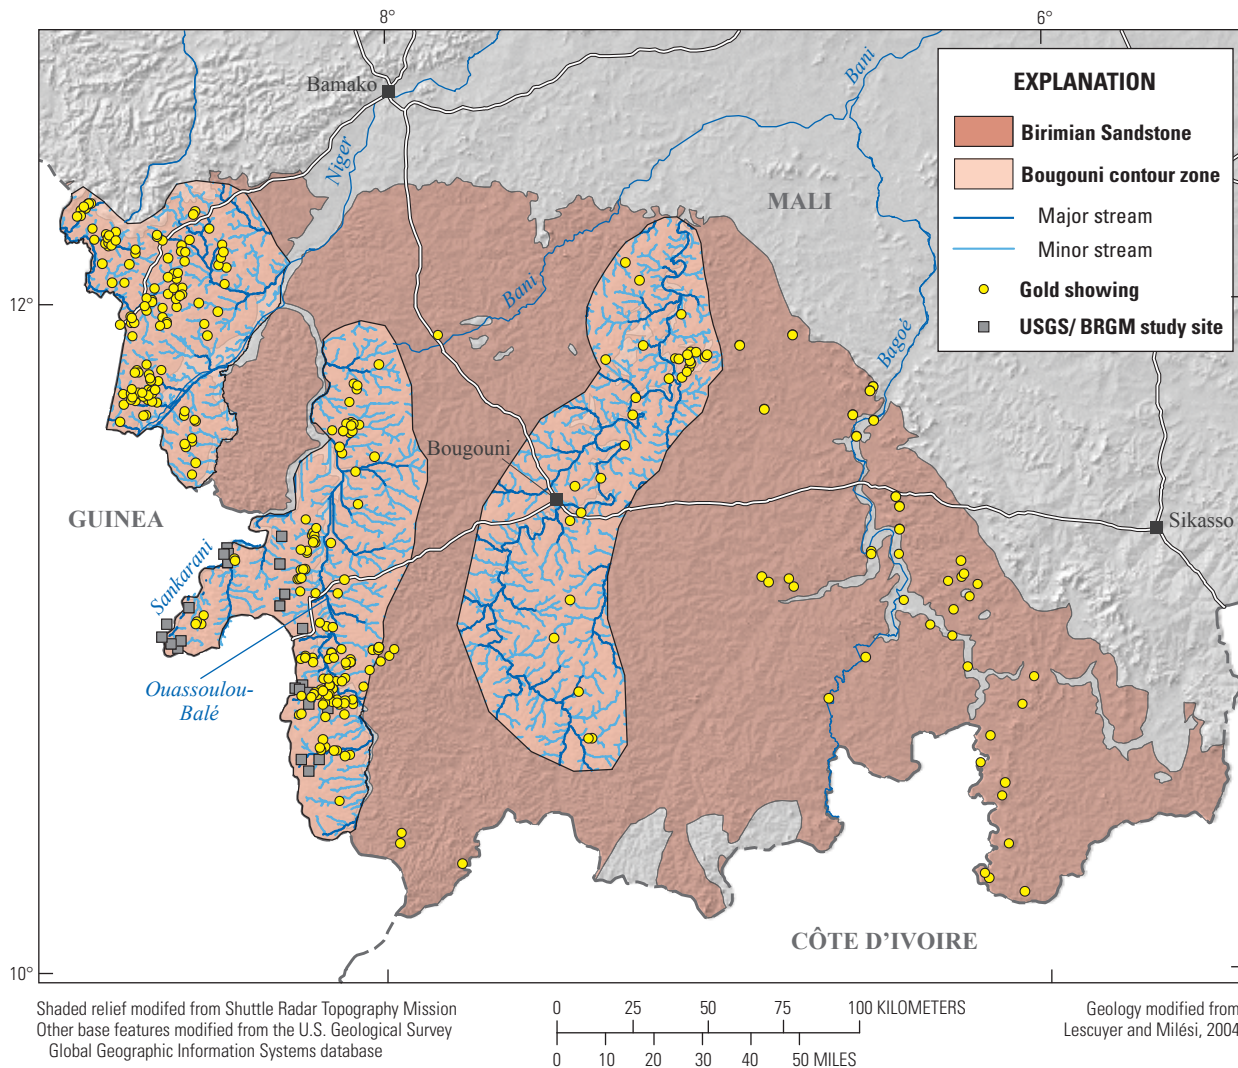 8°
6°
Bamako
Niger
Bani
EXPLANATION
Birimian Sandstone
Bougouni contour zone
Major stream
Minor stream
Gold showing
USGS/ BRGM study site
MALI
12°
Bani
Bagoé
Bougouni
GUINEA
Sikasso
Sankarani
Ouassoulou-
Balé
CÔTE D'IVOIRE
10°
Shaded relief modifed from Shuttle Radar Topography Mission
Other base features modified from the U.S. Geological Survey
Global Geographic Information Systems database
0 25 50 75 100 KILOMETERS
0 10 20 30 40 50 MILES
Geology modified from
Lescuyer and Milési, 2004